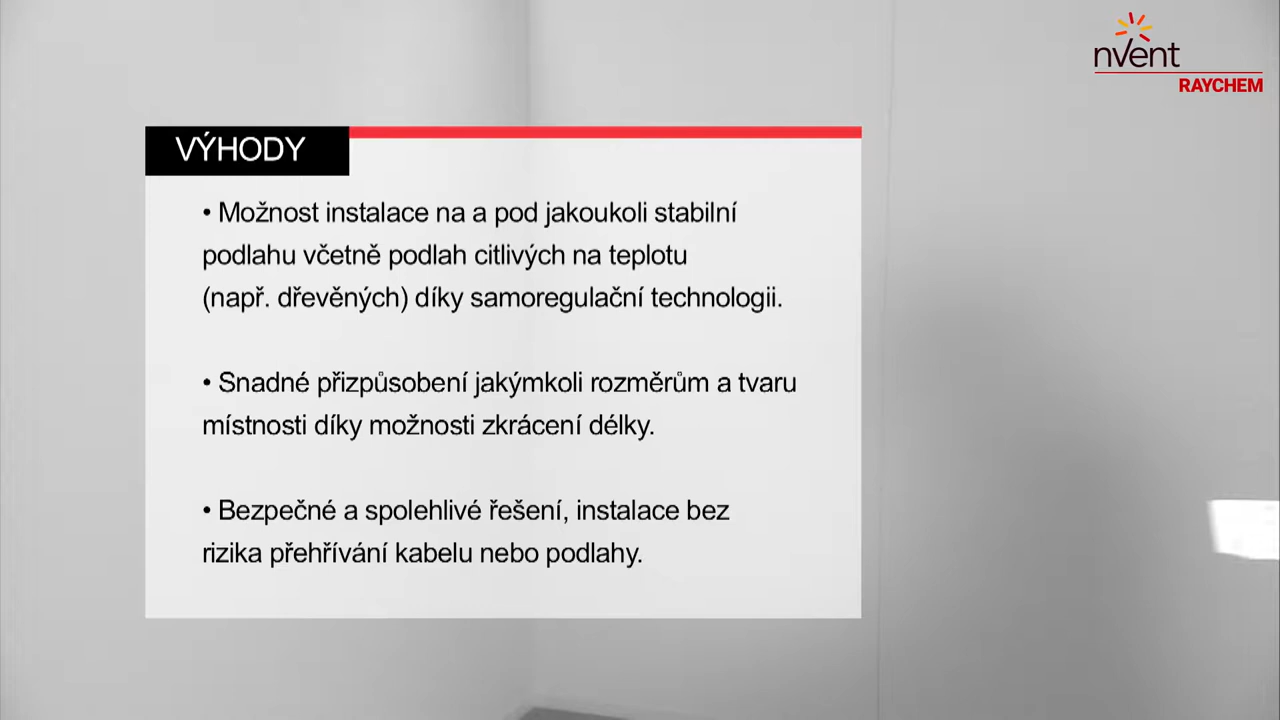 nVent
RAYCHEM
VÝHODY
• Možnost instalace na a pod jakoukoli stabilní
podlahu včetně podlah citlivých na teplotu
(např. dřevěných) díky samoregulační technologii.
• Snadné přizpůsobení jakýmkoli rozměrům a tvaru
místnosti díky možnosti zkrácení délky.
• Bezpečné a spolehlivé řešení, instalace bez
rizika přehřívání kabelu nebo podlahy.